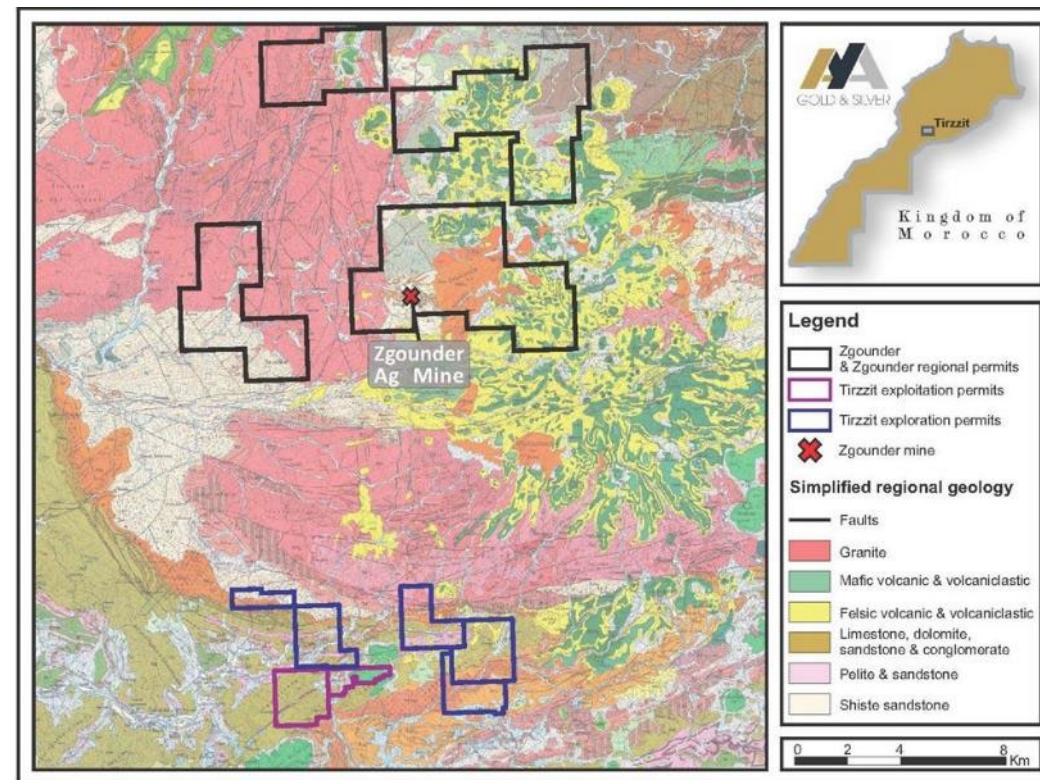 Zgounder
Ag Mine
AYA
GOLD & SILVER
Tirzzit
Kingdom of
Morocco
Legend
Zgounder
& Zgounder regional permits
Tirzzit exploitation permits
Tirzzit exploration permits
Zgounder mine
Simplified regional geology
Faults
Granite
Mafic volcanic & volcaniclastic
Felsic volcanic & volcaniclastic
Limestone, dolomite,
sandstone & conglomerate
Pelite & sandstone
Shiste sandstone
0 2 4 8
Km